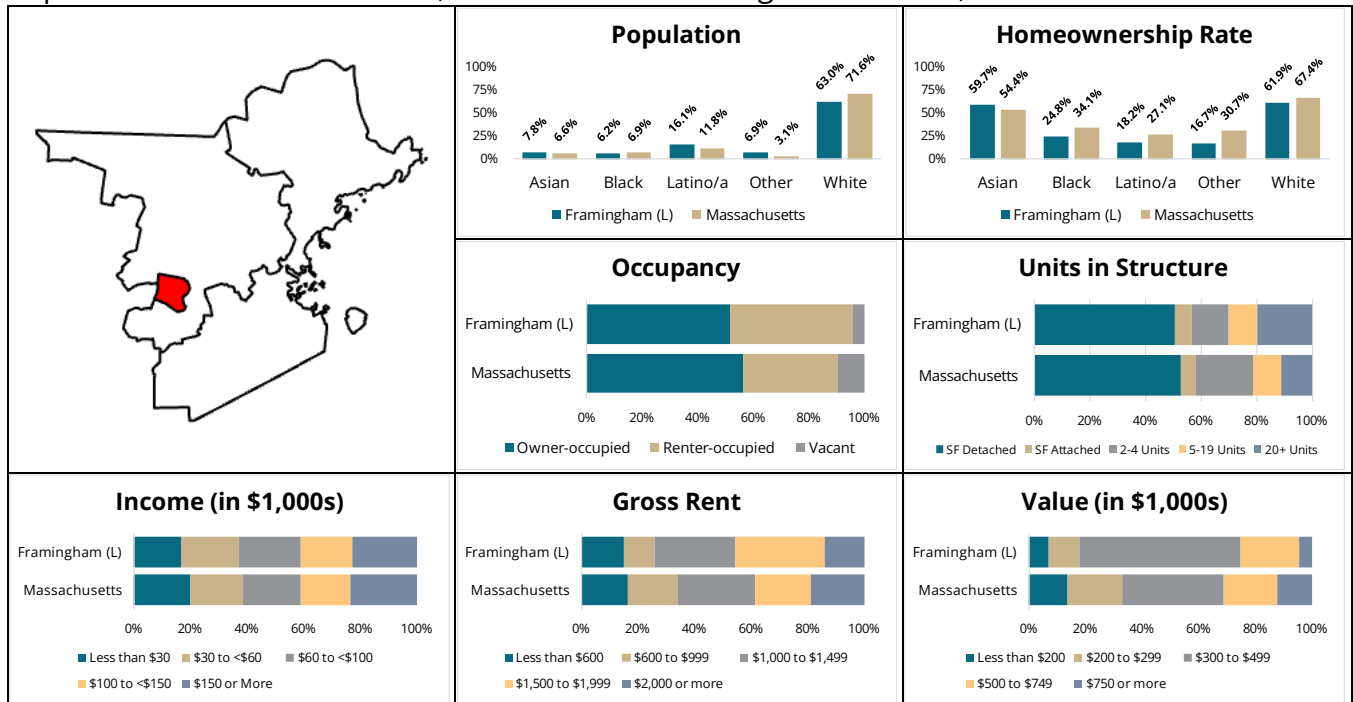 Population
100%
75%
50%
25%
0%
7.8% 6.6% 6.2% 6.9% 16.1% 11.8% 6.9% 3.1% 63.0% 71.6%
Asian Black Latino/a Other White
Framingham (L) Massachusetts
Homeownership Rate
100%
75%
50%
25%
0%
59.7% 54.4% 24.8% 34.1% 18.2% 27.1% 16.7% 30.7% 61.9% 67.4%
Asian Black Latino/a Other White
Framingham (L) Massachusetts
Occupancy
Framingham (L)
Massachusetts
0% 20% 40% 60% 80% 100%
Owner-occupied Renter-occupied Vacant
Units in Structure
Framingham (L)
Massachusetts
0% 20% 40% 60% 80% 100%
SF Detached SF Attached 2-4 Units 5-19 Units 20+ Units
Income (in $1,000s)
Framingham (L)
Massachusetts
0% 20% 40% 60% 80% 100%
Less than $30 $30 to <$60 $60 to <$100
$100 to <$150 $150 or More
Gross Rent
Framingham (L)
Massachusetts
0% 20% 40% 60% 80% 100%
Less than $600 $600 to $999 $1,000 to $1,499
$1,500 to $1,999 $2,000 or more
Value (in $1,000s)
Framingham (L)
Massachusetts
0% 20% 40% 60% 80% 100%
Less than $200 $200 to $299 $300 to $499
$500 to $749 $750 or more